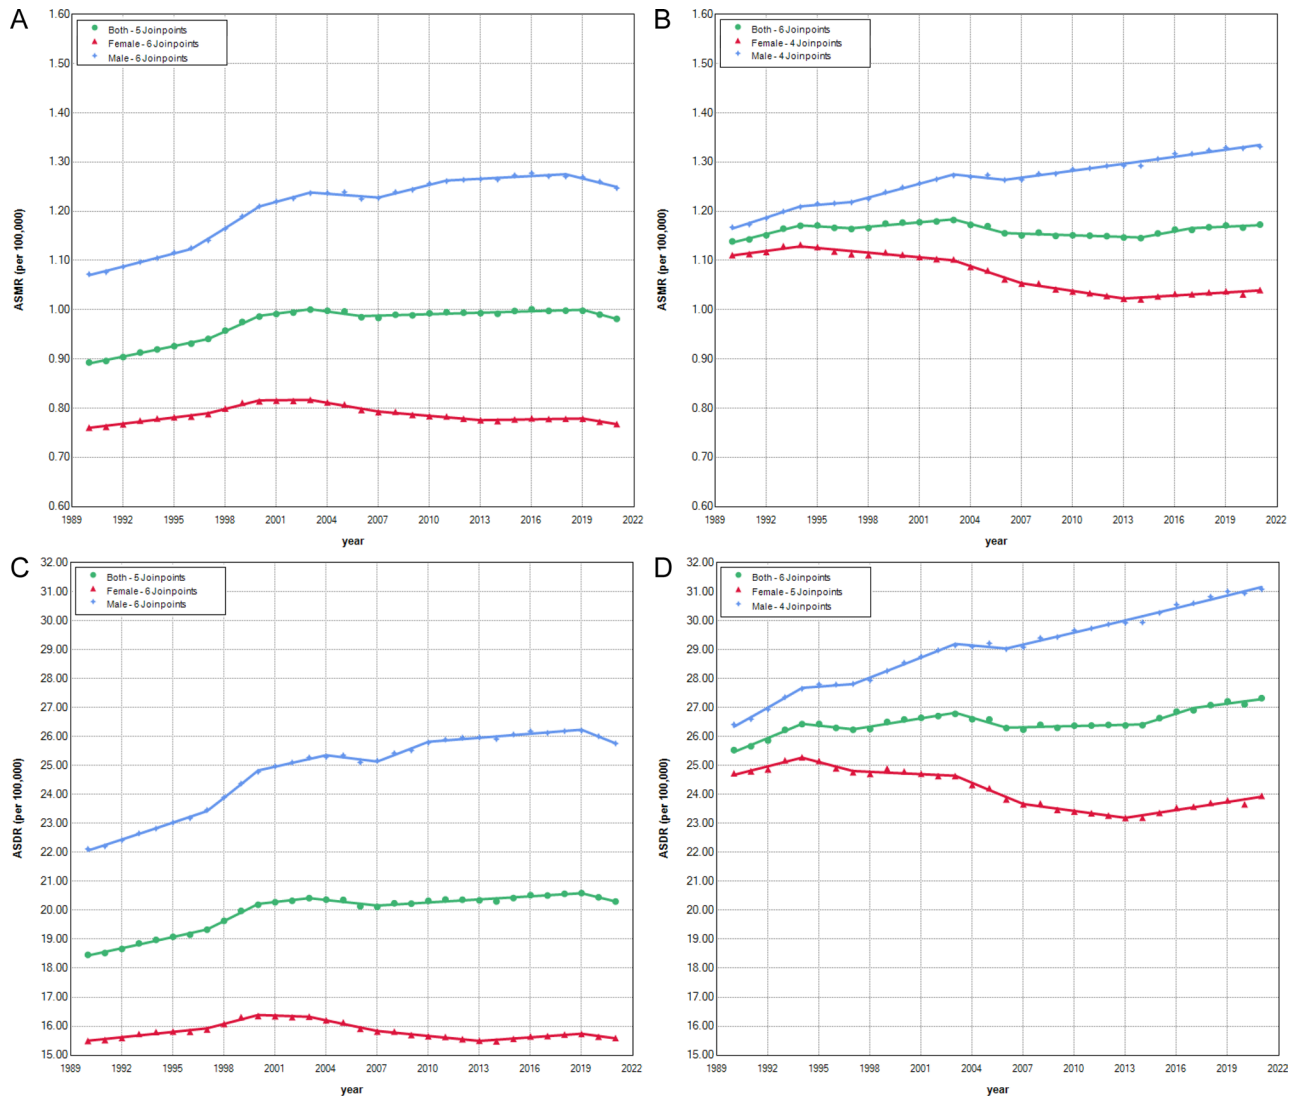 A
Both - 5 Joinpoints
Female - 6 Joinpoints
Male - 6 Joinpoints
1.60
1.50
1.40
1.30
1.20
1.10
1.00
0.90
0.80
0.70
0.60
ASMR (per 100,000)
1989 1992 1995 1998 2001 2004 2007 2010 2013 2016 2019 2022
year
B
Both - 6 Joinpoints
Female - 4 Joinpoints
Male - 4 Joinpoints
1.60
1.50
1.40
1.30
1.20
1.10
1.00
0.90
0.80
0.70
0.60
ASMR (per 100,000)
1989 1992 1995 1998 2001 2004 2007 2010 2013 2016 2019 2022
year
C
Both - 5 Joinpoints
Female - 6 Joinpoints
Male - 6 Joinpoints
32.00
31.00
30.00
29.00
28.00
27.00
26.00
25.00
24.00
23.00
22.00
21.00
20.00
19.00
18.00
17.00
16.00
15.00
ASDR (per 100,000)
1989 1992 1995 1998 2001 2004 2007 2010 2013 2016 2019 2022
year
D
Both - 6 Joinpoints
Female - 5 Joinpoints
Male - 4 Joinpoints
32.00
31.00
30.00
29.00
28.00
27.00
26.00
25.00
24.00
23.00
22.00
21.00
20.00
19.00
18.00
17.00
16.00
15.00
ASDR (per 100,000)
1989 1992 1995 1998 2001 2004 2007 2010 2013 2016 2019 2022
year